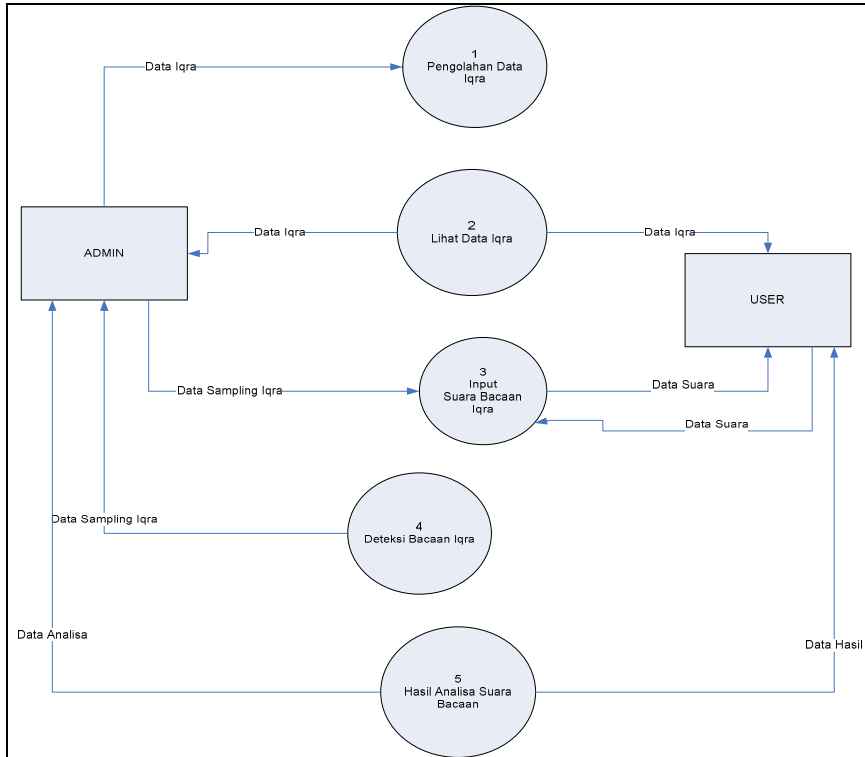 1
Pengolahan Data
Iqra
Data Iqra
2
Lihat Data Iqra
Data Iqra
Data Iqra
ADMIN
USER
3
Input
Suara Bacaan
Iqra
Data Sampling Iqra
Data Suara
Data Suara
4
Deteksi Bacaan Iqra
Data Sampling Iqra
Data Analisa
Data Hasil
5
Hasil Analisa Suara
Bacaan